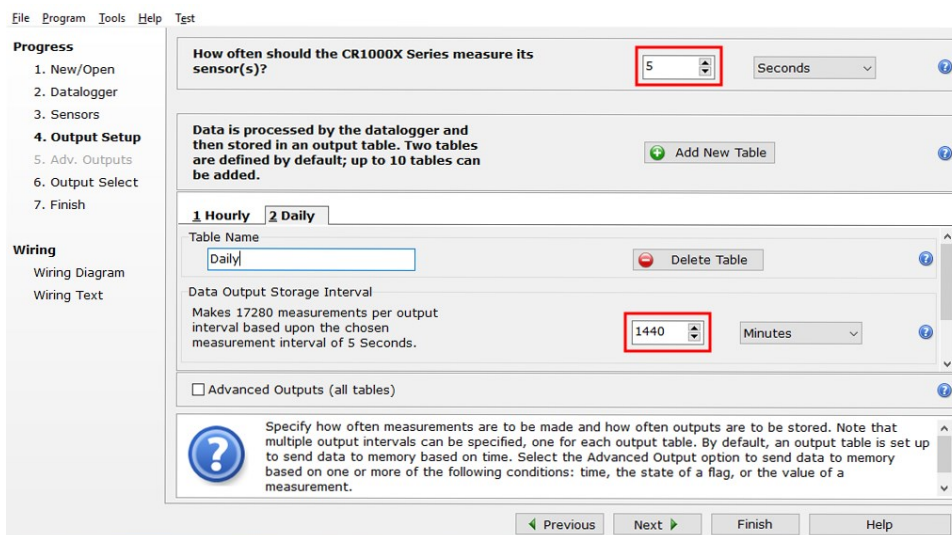 File Program Tools Help Test
Progress
1. New/Open
2. Datalogger
3. Sensors
4. Output Setup
5. Adv. Outputs
6. Output Select
7. Finish
Wiring
Wiring Diagram
Wiring Text
How often should the CR1000X Series measure its
sensor(s)?
5
Seconds
Data is processed by the datalogger and
then stored in an output table. Two tables
are defined by default; up to 10 tables can
be added.
Add New Table
1 Hourly
2 Daily
Table Name
Daily
Delete Table
Data Output Storage Interval
Makes 17280 measurements per output
interval based upon the chosen
measurement interval of 5 Seconds.
1440
Minutes
Advanced Outputs (all tables)
Specify how often measurements are to be made and how often outputs are to be stored. Note that
multiple output intervals can be specified, one for each output table. By default, an output table is set up
to send data to memory based on time. Select the Advanced Output option to send data to memory
based on one or more of the following conditions: time, the state of a flag, or the value of a
measurement.
Previous
Next
Finish
Help